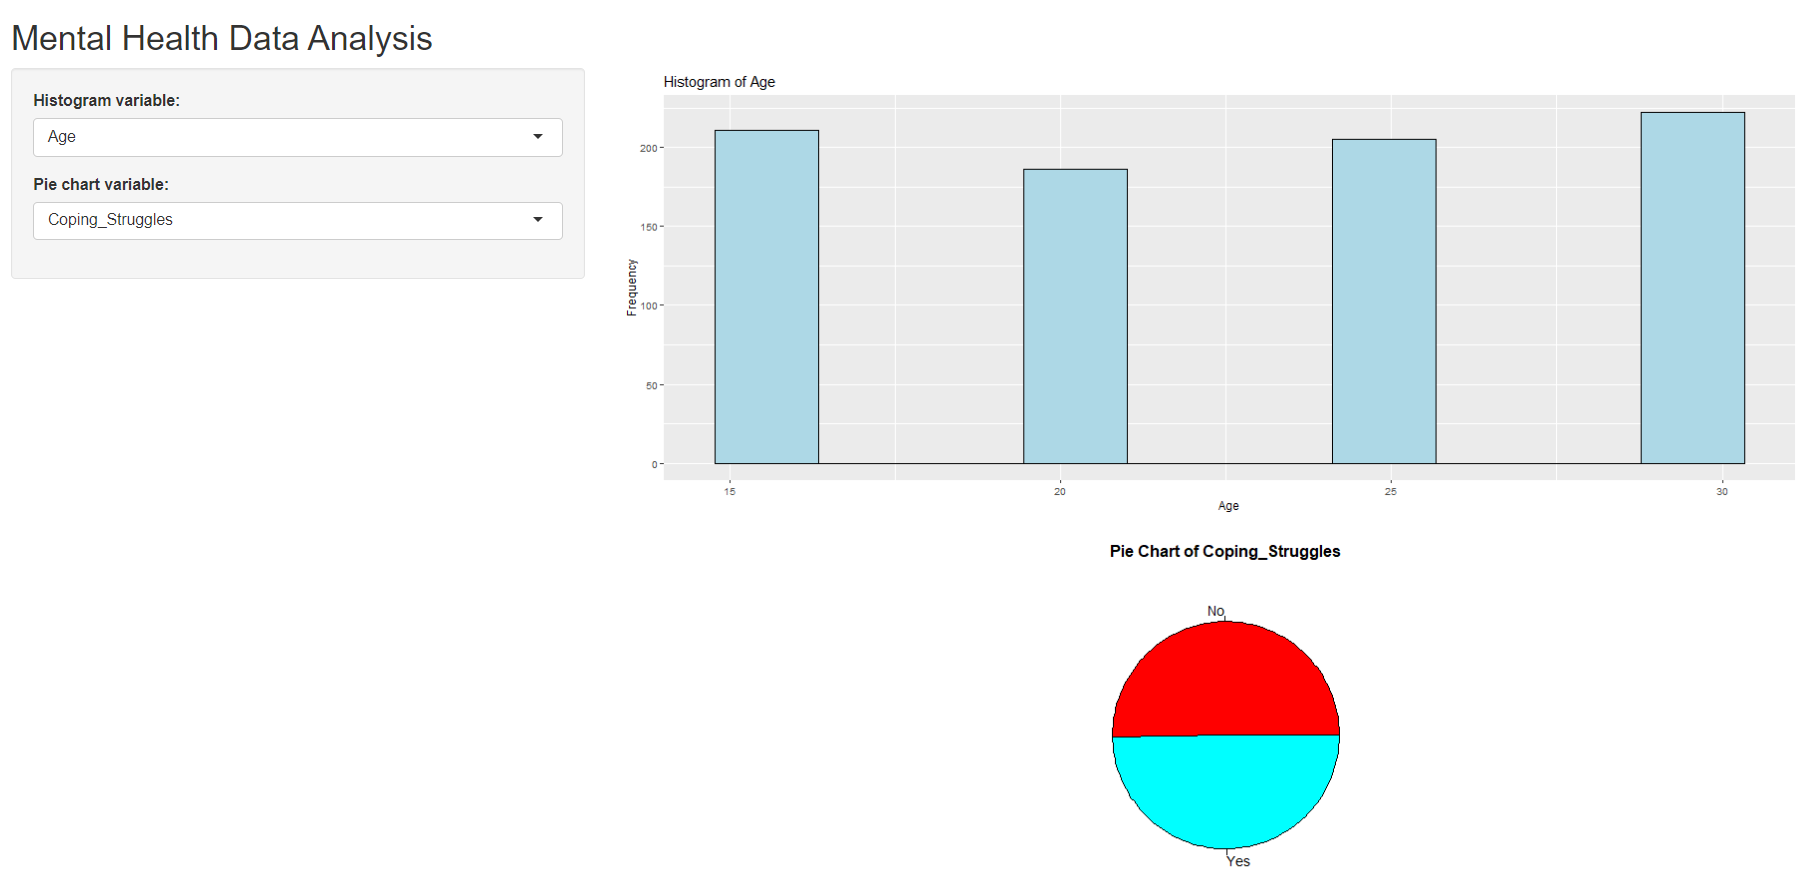 Mental Health Data Analysis
Histogram variable:
Age
Pie chart variable:
Coping_Struggles
Histogram of Age
Frequency
200
150
100
50
0
15 20 25 30
Age
Pie Chart of Coping_Struggles
No
Yes